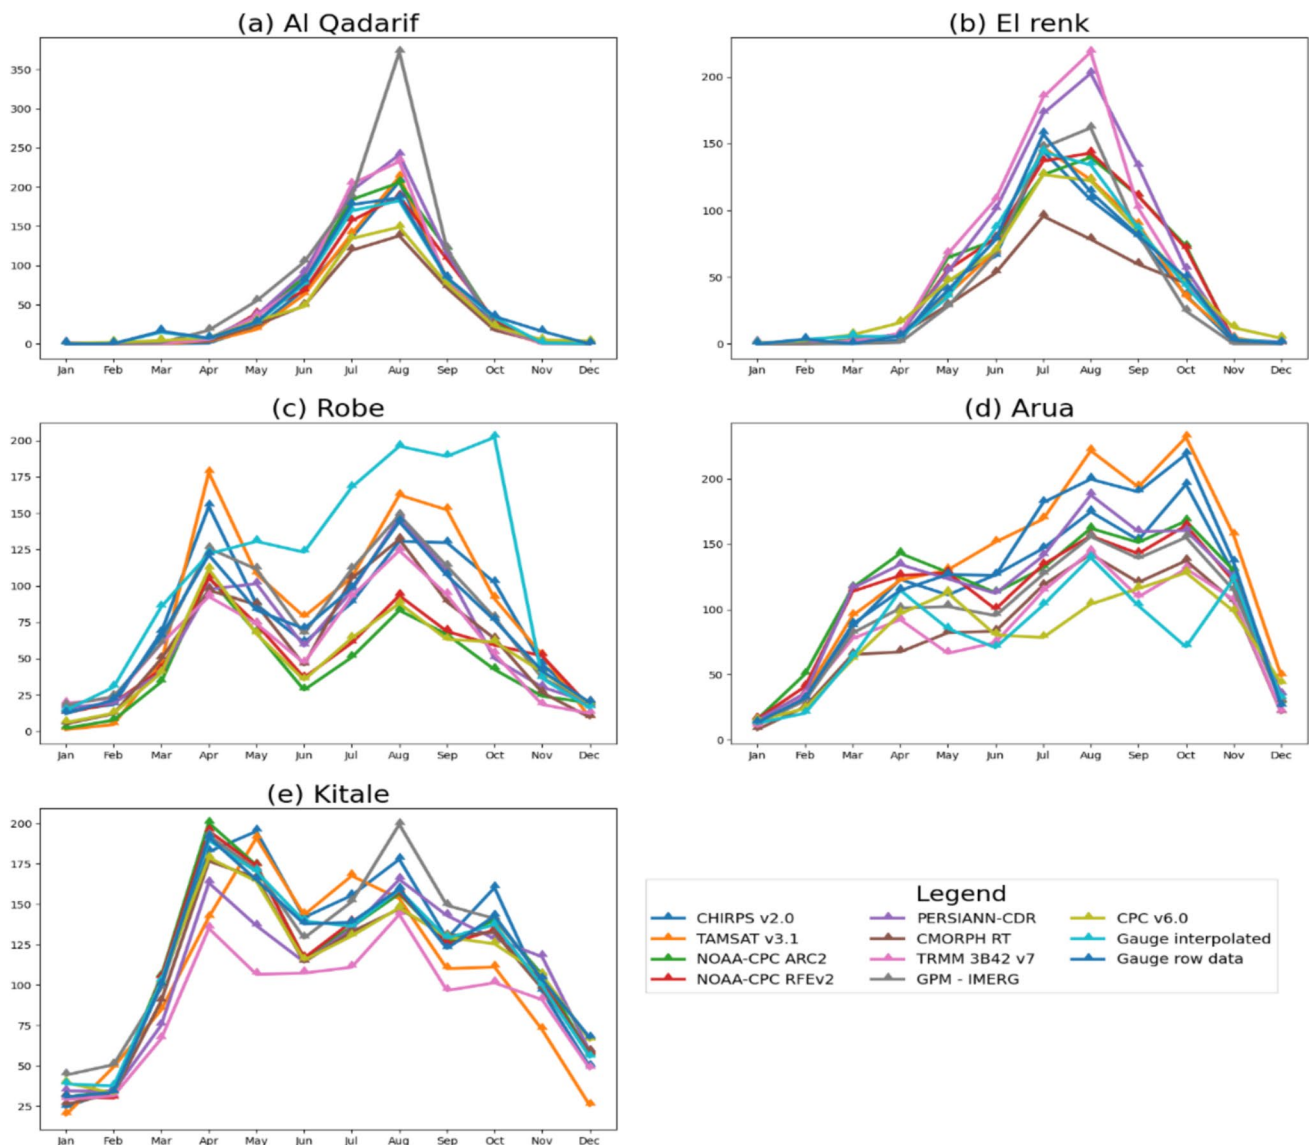 (a) Al Qadarif
350
300
250
200
150
100
50
0
Jan Feb Mar Apr May Jun Jul Aug Sep Oct Nov Dec
(b) El renk
200
150
100
50
0
Jan Feb Mar Apr May Jun Jul Aug Sep Oct Nov Dec
(c) Robe
200
175
150
125
100
75
50
25
0
Jan Feb Mar Apr May Jun Jul Aug Sep Oct Nov Dec
(d) Arua
200
150
100
50
0
Jan Feb Mar Apr May Jun Jul Aug Sep Oct Nov Dec
(e) Kitale
200
175
150
125
100
75
50
25
Jan Feb Mar Apr May Jun Jul Aug Sep Oct Nov Dec
Legend
CHIRPS v2.0 PERSIANN-CDR CPC v6.0
TAMSAT v3.1 CMORPH RT Gauge interpolated
NOAA-CPC ARC2 TRMM 3B42 v7 Gauge row data
NOAA-CPC RFEv2 GPM - IMERG